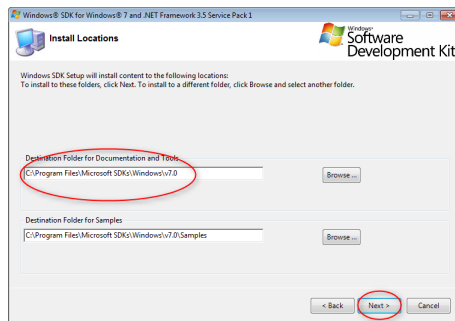 Windows® SDK for Windows® 7 and .NET Framework 3.5 Service Pack 1
Install Locations
Windows®
Software
Development Kit
Windows SDK Setup will install content to the following locations:
To install to these folders, click Next. To install to a different folder, click Browse and select another folder.
Destination Folder for Documentation and Tools
C:\Program Files\Microsoft SDKs\Windows\v7.0
Browse ...
Destination Folder for Samples
C:\Program Files\Microsoft SDKs\Windows\v7.0\Samples
Browse ...
< Back
Next >
Cancel